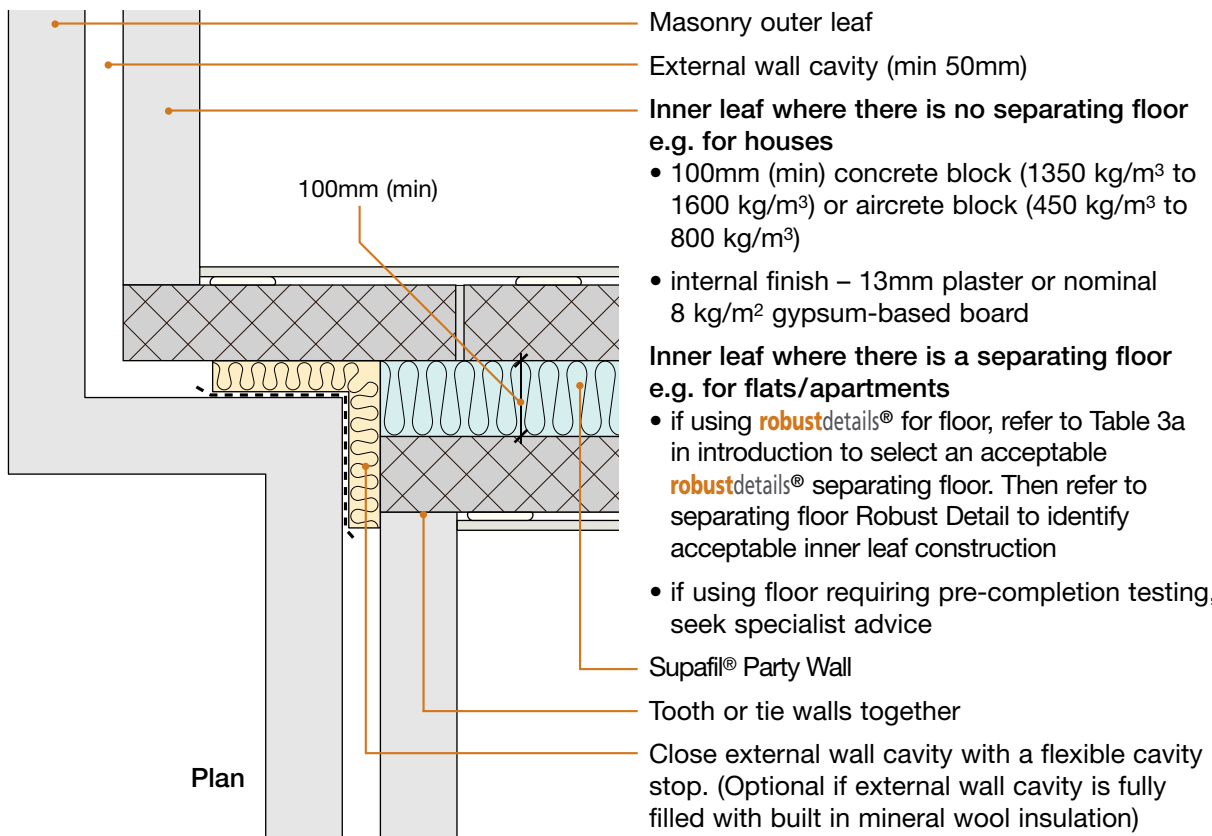 Masonry outer leaf
External wall cavity (min 50mm)
Inner leaf where there is no separating floor
e.g. for houses
• 100mm (min) concrete block (1350 kg/m³ to
1600 kg/m³) or aircrete block (450 kg/m³ to
800 kg/m³)
• internal finish – 13mm plaster or nominal
8 kg/m² gypsum-based board
Inner leaf where there is a separating floor
e.g. for flats/apartments
• if using robustdetails® for floor, refer to Table 3a
in introduction to select an acceptable
robustdetails® separating floor. Then refer to
separating floor Robust Detail to identify
acceptable inner leaf construction
• if using floor requiring pre-completion testing,
seek specialist advice
Supafil® Party Wall
Tooth or tie walls together
Close external wall cavity with a flexible cavity
stop. (Optional if external wall cavity is fully
filled with built in mineral wool insulation)
100mm (min)
Plan